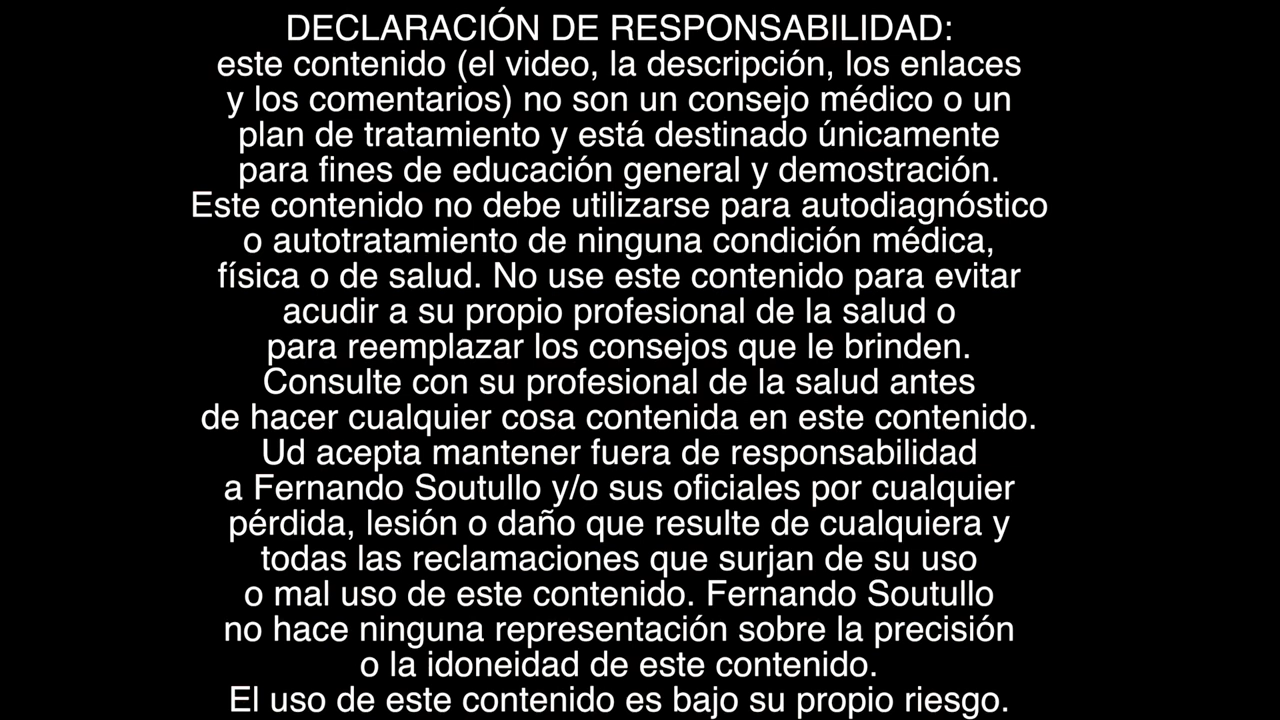 DECLARACIÓN DE RESPONSABILIDAD:
este contenido (el video, la descripción, los enlaces
y los comentarios) no son un consejo médico o un
plan de tratamiento y está destinado únicamente
para fines de educación general y demostración.
Este contenido no debe utilizarse para autodiagnóstico
o autotratamiento de ninguna condición médica,
física o de salud. No use este contenido para evitar
acudir a su propio profesional de la salud o
para reemplazar los consejos que le brinden.
Consulte con su profesional de la salud antes
de hacer cualquier cosa contenida en este contenido.
Ud acepta mantener fuera de responsabilidad
a Fernando Soutullo y/o sus oficiales por cualquier
pérdida, lesión o daño que resulte de cualquiera y
todas las reclamaciones que surjan de su uso
o mal uso de este contenido. Fernando Soutullo
no hace ninguna representación sobre la precisión
o la idoneidad de este contenido.
El uso de este contenido es bajo su propio riesgo.